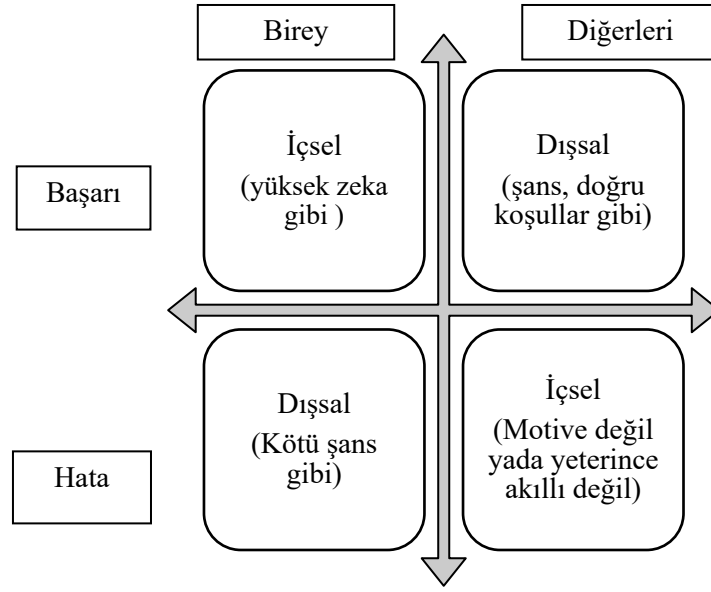 Birey
Diğerleri
Başarı
İçsel
(yüksek zeka
gibi )
Dışsal
(şans, doğru
koşullar gibi)
Hata
Dışsal
(Kötü şans
gibi)
İçsel
(Motive değil
yada yeterince
akıllı değil)